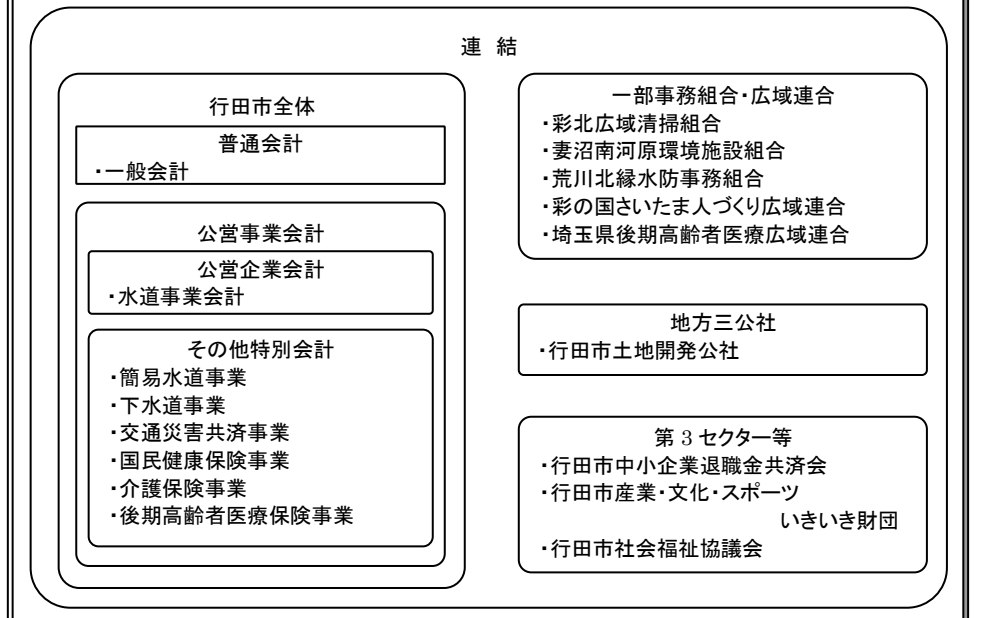 連 結
行田市全体
普通会計
・一般会計
公営事業会計
公営企業会計
・水道事業会計
その他特別会計
・簡易水道事業
・下水道事業
・交通災害共済事業
・国民健康保険事業
・介護保険事業
・後期高齢者医療保険事業
一部事務組合・広域連合
・彩北広域清掃組合
・妻沼南河原環境施設組合
・荒川北縁水防事務組合
・彩の国さいたま人づくり広域連合
・埼玉県後期高齢者医療広域連合
地方三公社
・行田市土地開発公社
第 3 セクター等
・行田市中小企業退職金共済会
・行田市産業・文化・スポーツ
いきいき財団
・行田市社会福祉協議会